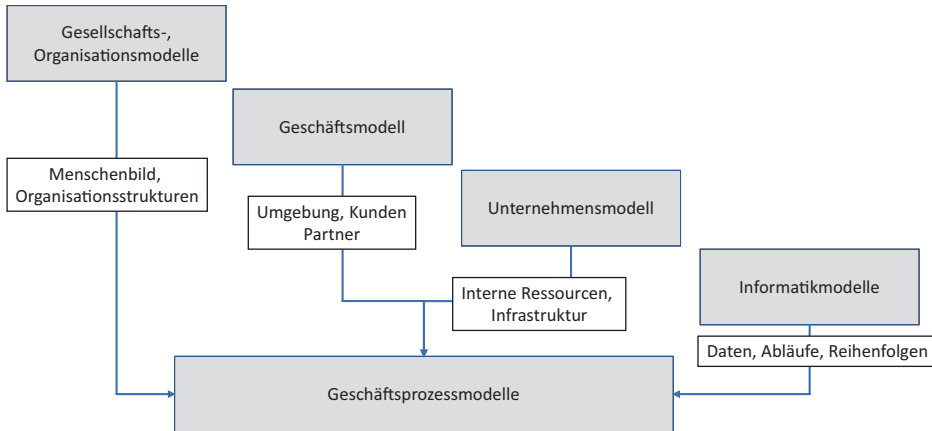 Gesellschafts-,
Organisationsmodelle
Geschäftsmodell
Menschenbild,
Organisationsstrukturen
Umgebung, Kunden
Partner
Unternehmensmodell
Interne Ressourcen,
Infrastruktur
Informatikmodelle
Daten, Abläufe, Reihenfolgen
Geschäftsprozessmodelle